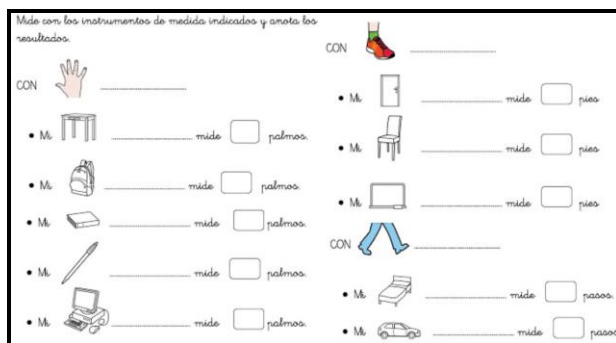 Mide con los instrumentos de medida indicados y anota los
resultados.
CON
• Mi mide palmos.
• Mi mide palmos.
• Mi mide palmos.
• Mi mide palmos.
• Mi mide palmos.
CON
• Mi mide pies
• Mi mide pies
• Mi mide pies
CON
• Mi mide pasos.
• Mi mide pasos